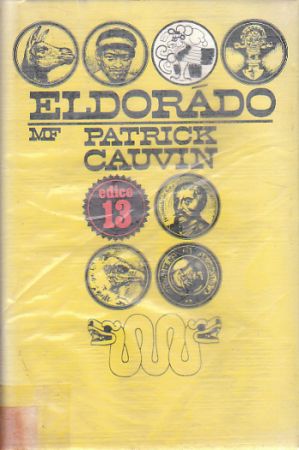 ELDORÁDO
MF PATRICK
CAUVIN
edice
13